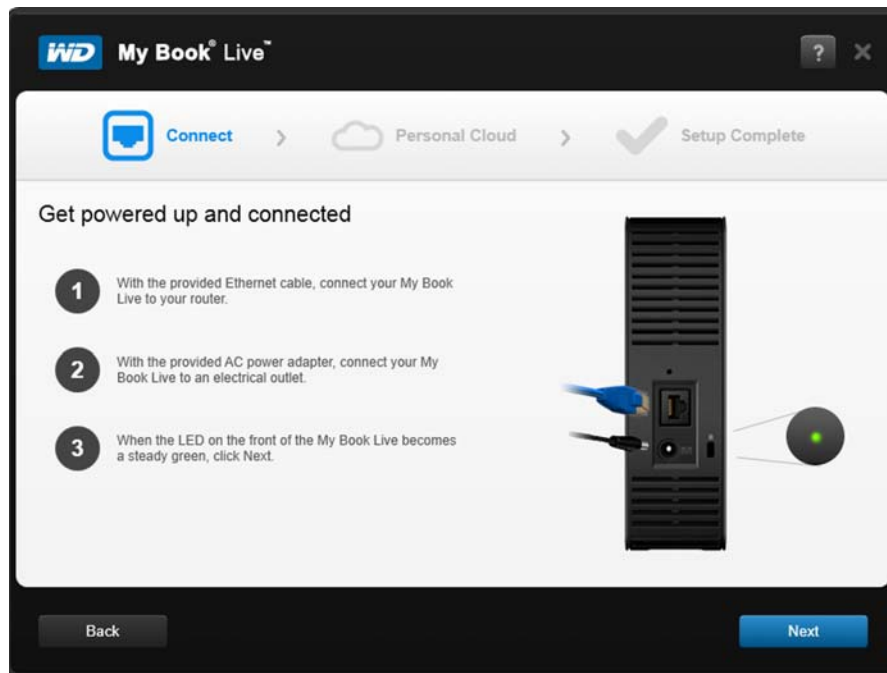 WD My Book® Live™ ?
Connect > Personal Cloud > Setup Complete
Get powered up and connected
1 With the provided Ethernet cable, connect your My Book
Live to your router.
2 With the provided AC power adapter, connect your My
Book Live to an electrical outlet.
3 When the LED on the front of the My Book Live becomes
a steady green, click Next.
Back Next